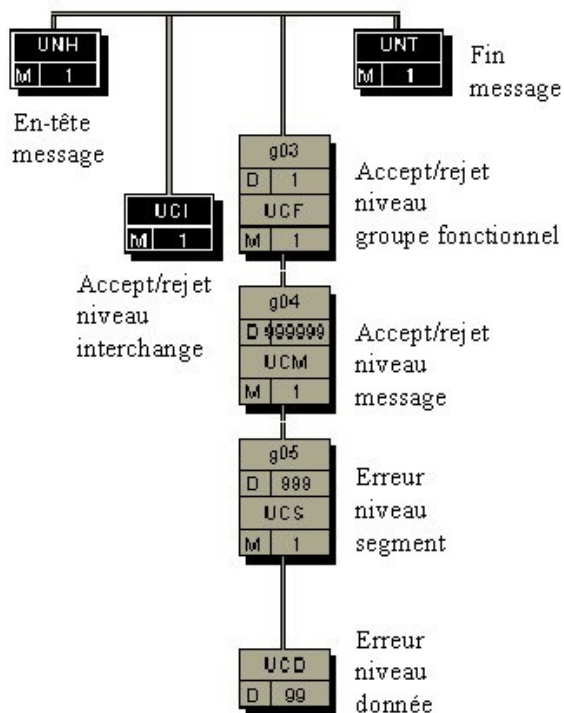 UNH
M 1
En-tête
message
UCI
M 1
Accept/rejet
niveau
interchange
g03
D 1
UCF
M 1
Accept/rejet
niveau
groupe fonctionnel
g04
D 999999
UCM
M 1
Accept/rejet
niveau
message
g05
D 999
UCS
M 1
Erreur
niveau
segment
UCD
D 99
Erreur
niveau
donnée
UNT
M 1
Fin
message